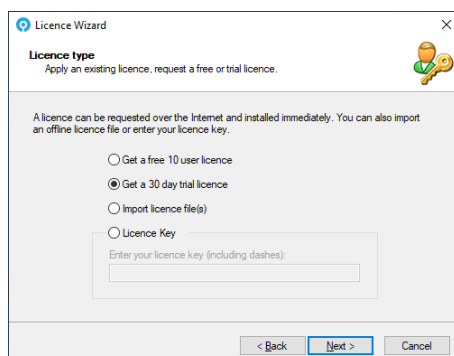 Licence Wizard
Licence type
Apply an existing licence, request a free or trial licence.
A licence can be requested over the Internet and installed immediately. You can also import
an offline licence file or enter your licence key.
Get a free 10 user licence
Get a 30 day trial licence
Import licence file(s)
Licence Key
Enter your licence key (including dashes):
< Back Next > Cancel